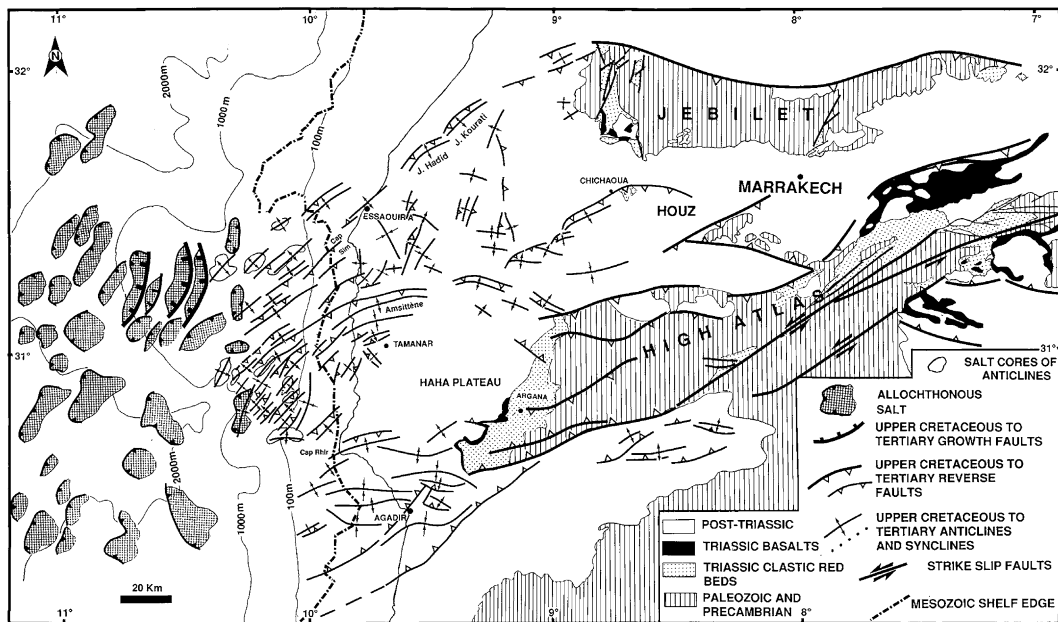 11°
10°
9°
8°
7°
N
32°
32°
2000m
1000m
100m
J. Kourati
J. Hadid
JEBILET
CHICHAOUA
MARRAKECH
HOUZ
ESSAOUIRA
Cap
Sim
Amsittène
HIGH ATLAS
31°
TAMANAR
31°
HAHA PLATEAU
ARGANA
Cap Rhir
2000m
1000m
100m
AGADIR
SALT CORES OF
ANTICLINES
ALLOCHTHONOUS
SALT
UPPER CRETACEOUS TO
TERTIARY GROWTH FAULTS
UPPER CRETACEOUS TO
TERTIARY REVERSE
FAULTS
UPPER CRETACEOUS TO
TERTIARY ANTICLINES
AND SYNCLINES
STRIKE SLIP FAULTS
MESOZOIC SHELF EDGE
POST-TRIASSIC
TRIASSIC BASALTS
TRIASSIC CLASTIC RED
BEDS
PALEOZOIC AND
PRECAMBRIAN
20 Km
11°
10°
9°
8°